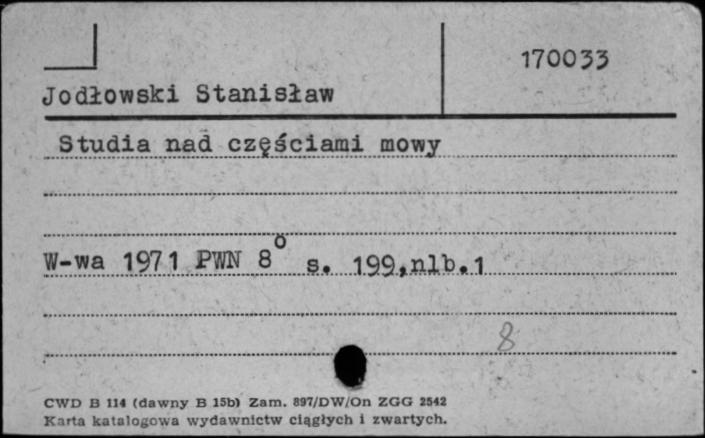 170033
Jodłowski Stanisław
Studia nad częściami mowy
W-wa 1971 PWN 8° s. 199,nlb.1
8
CWD B 114 (dawny B 15b) Zam. 897/DW/On ZGG 2542
Karta katalogowa wydawnictw ciągłych i zwartych.